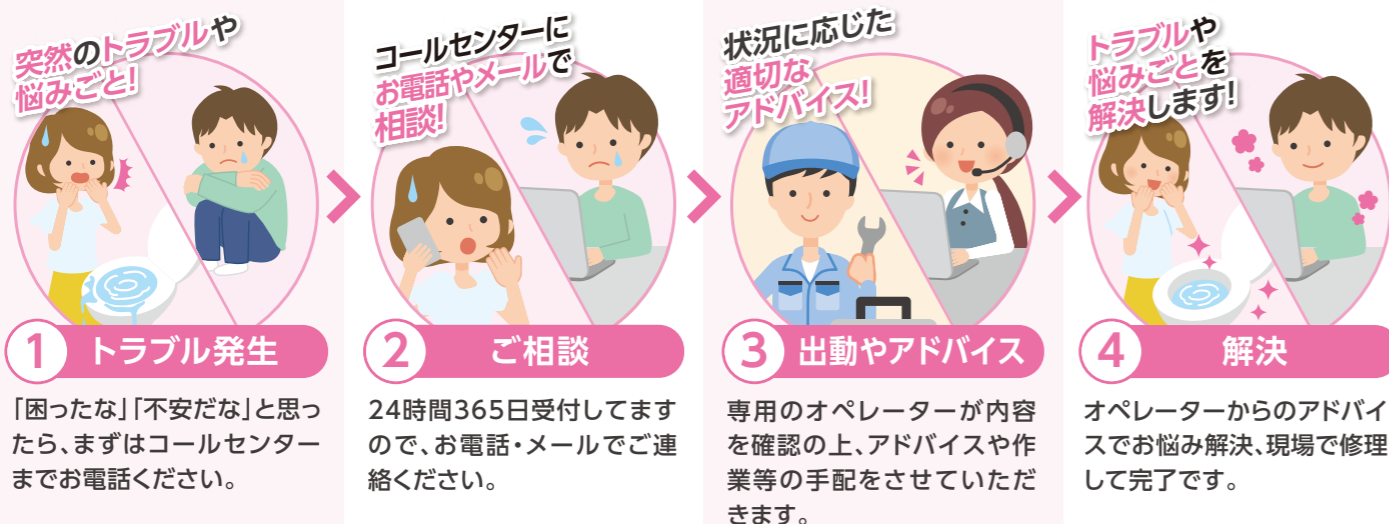 突然のトラブルや
悩みごと!
1 トラブル発生
「困ったな」「不安だな」と思っ
たら、まずはコールセンター
までお電話ください。
コールセンターに
お電話やメールで
相談!
2 ご相談
24時間365日受付してます
ので、お電話・メールでご連
絡ください。
状況に応じた
適切な
アドバイス!
3 出動やアドバイス
専用のオペレーターが内容
を確認の上、アドバイスや作
業等の手配をさせていただ
きます。
トラブルや
悩みごとを
解決します!
4 解決
オペレーターからのアドバイ
スでお悩み解決、現場で修理
して完了です。